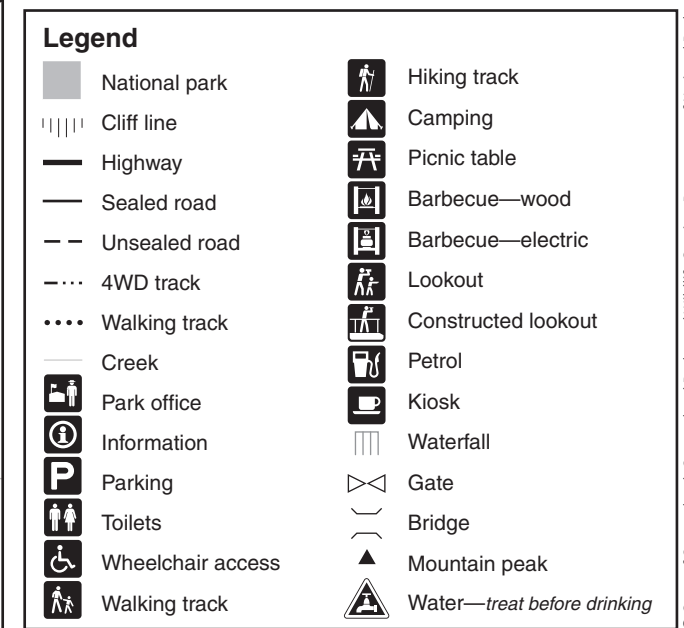 Legend
National park
Cliff line
Highway
Sealed road
Unsealed road
4WD track
Walking track
Creek
Park office
Information
P
Parking
Toilets
Wheelchair access
Walking track
Hiking track
Camping
Picnic table
Barbecue—wood
Barbecue—electric
Lookout
Constructed lookout
Petrol
Kiosk
Waterfall
Gate
Bridge
Mountain peak
Water—treat before drinking